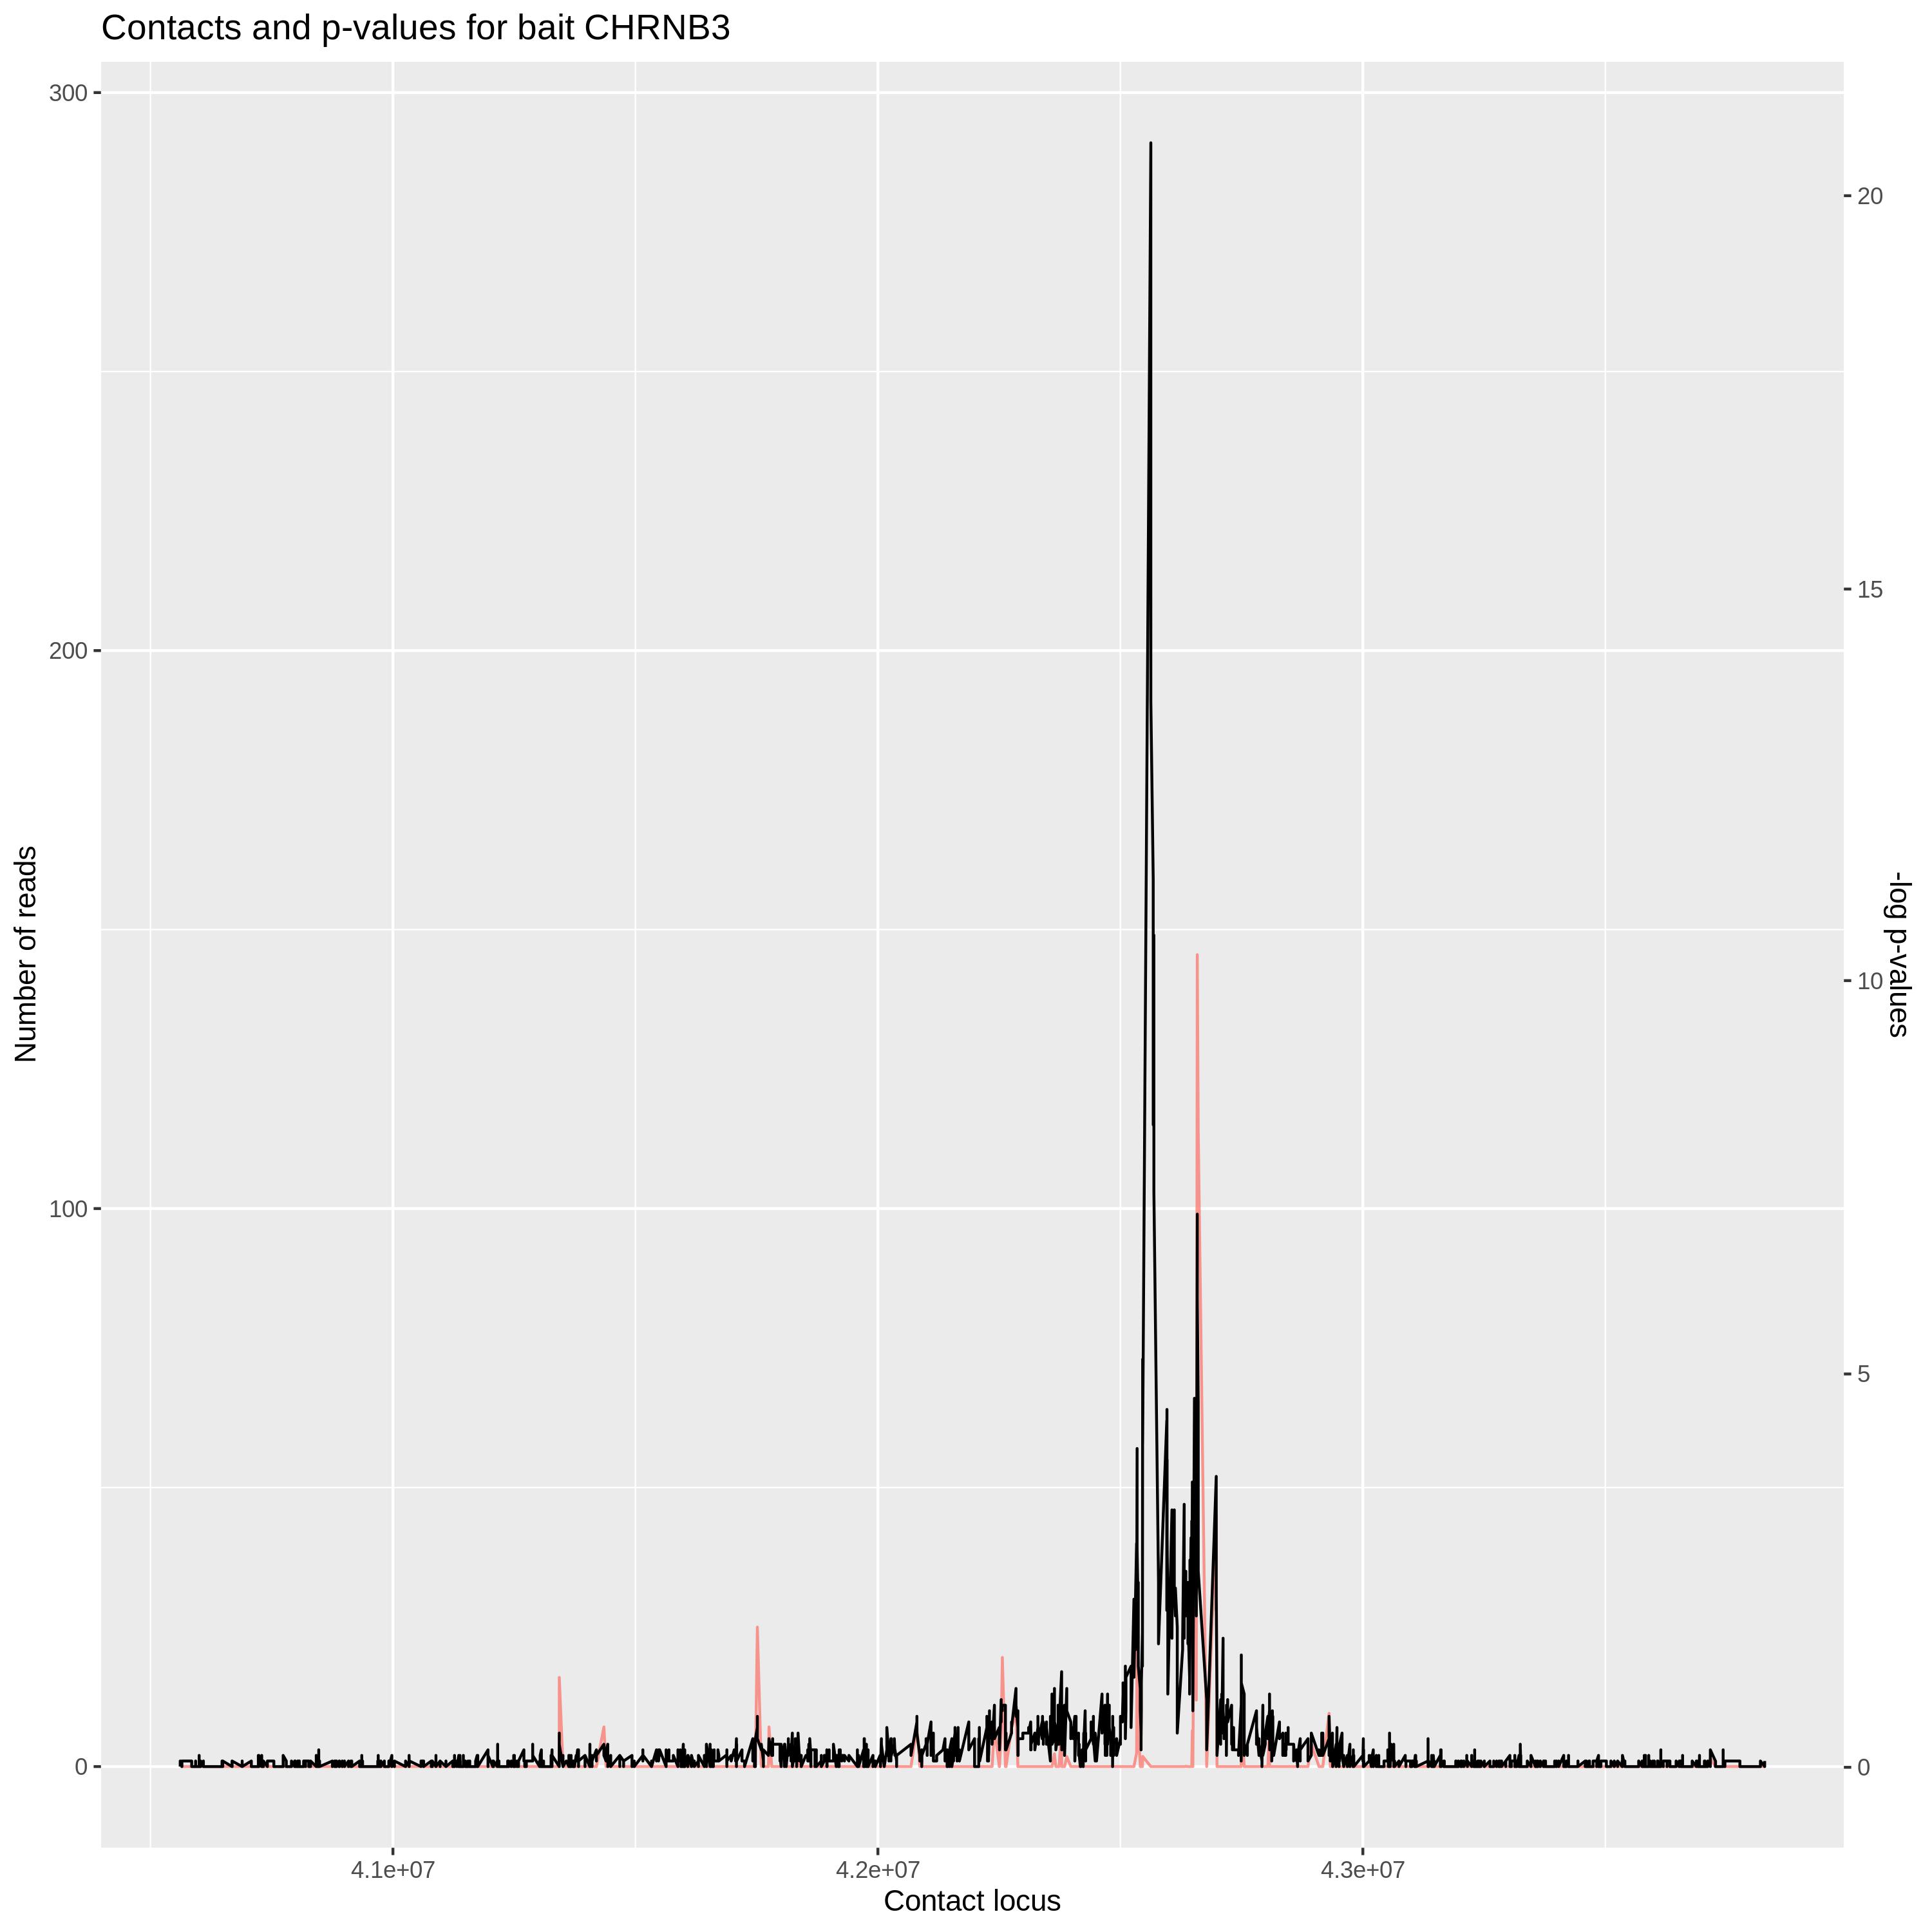 Contacts and p-values for bait CHRNB3
300
200
100
0
Number of reads
20
15
10
5
0
-log p-values
4.1e+07
4.2e+07
4.3e+07
Contact locus